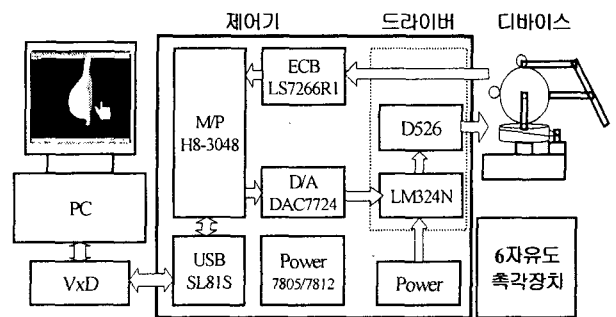 제어기
드라이버
디바이스
ECB
LS7266R1
M/P
H8-3048
D526
D/A
DAC7724
LM324N
PC
USB
SL81S
Power
7805/7812
Power
VxD
6자유도
촉각장치